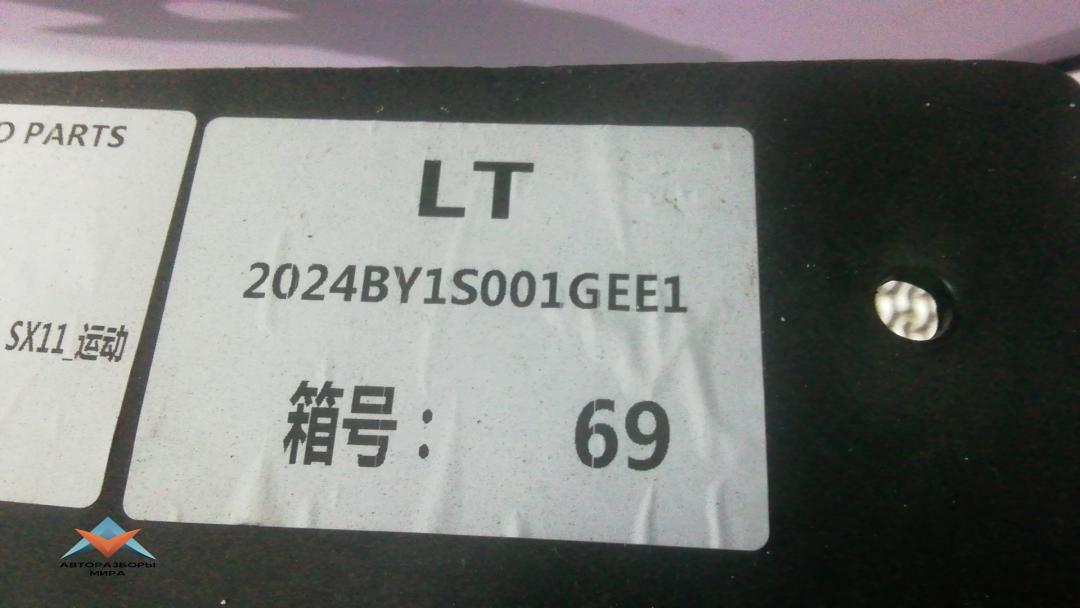 O PARTS
SX11_运动
LT
2024BY1S001GEE1
箱号： 69
АВТОРАЗБОРЫ
МИРА